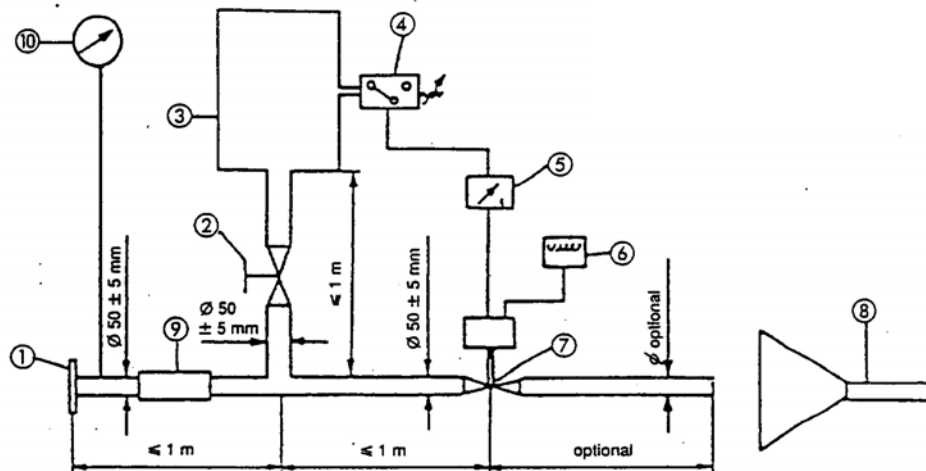 ⑩
④
③
⑤
②
⑥
Ø 50 ± 5 mm
Ø 50
± 5 mm
≤ 1 m
Ø 50 ± 5 mm
Ø optional
⑨
⑦
⑧
①
≤ 1 m
≤ 1 m
optional